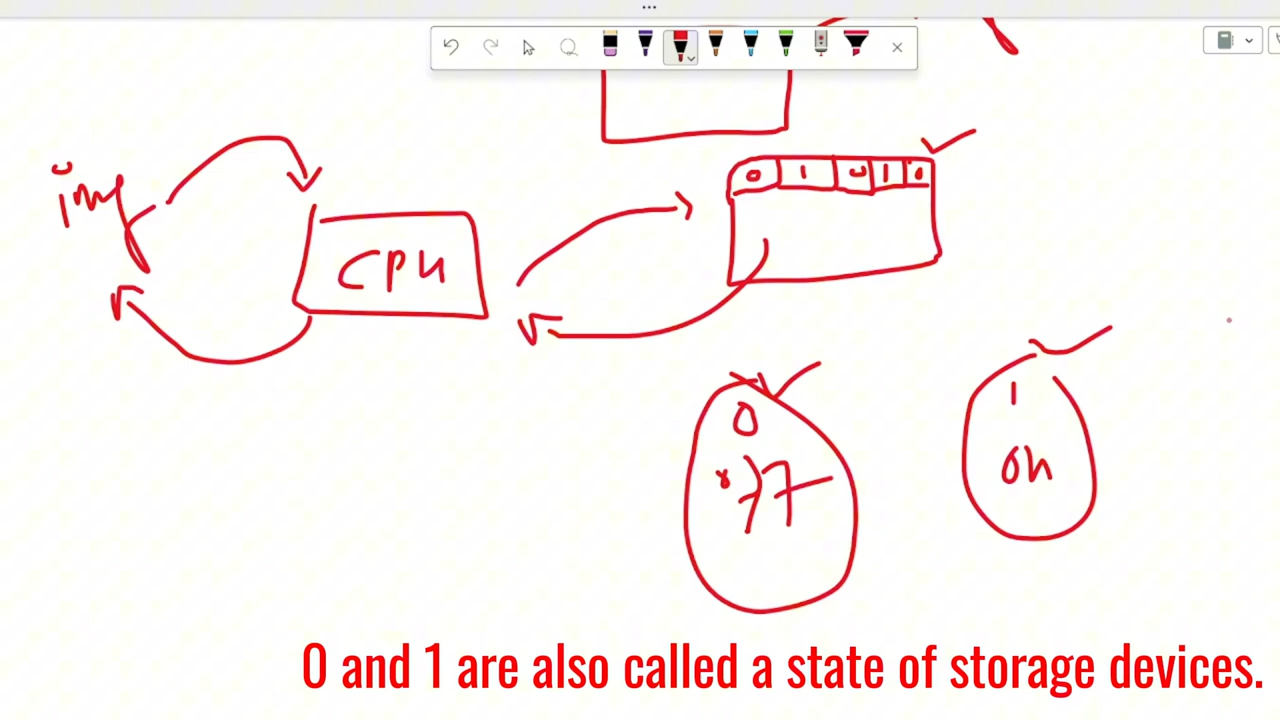 img
CPU
0 1 0 1 0
0
off
1
on
0 and 1 are also called a state of storage devices.